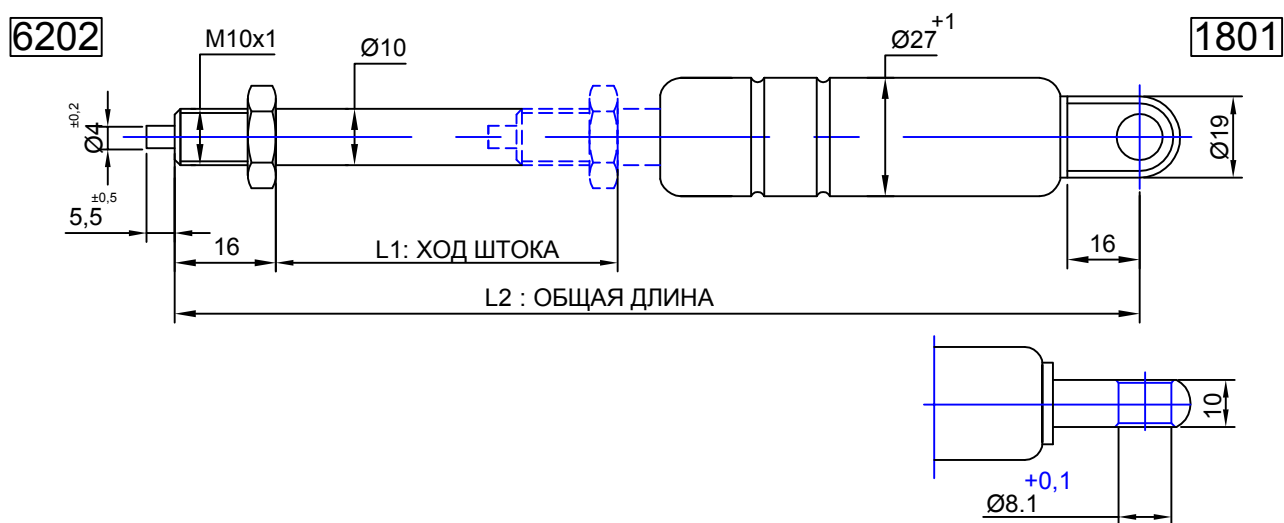 6202
1801
M10x1
Ø10
Ø27 +1
Ø4 ±0,2
Ø19
5,5 ±0,5
16
L1: ХОД ШТОКА
16
L2 : ОБЩАЯ ДЛИНА
10
+0,1
Ø8.1